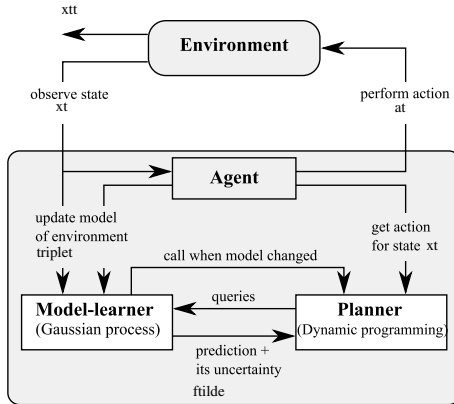 xtt
Environment
observe state
xt
perform action
at
Agent
update model
of environment
triplet
get action
for state xt
call when model changed
Model-learner
(Gaussian process)
queries
Planner
(Dynamic programming)
prediction +
its uncertainty
ftilde